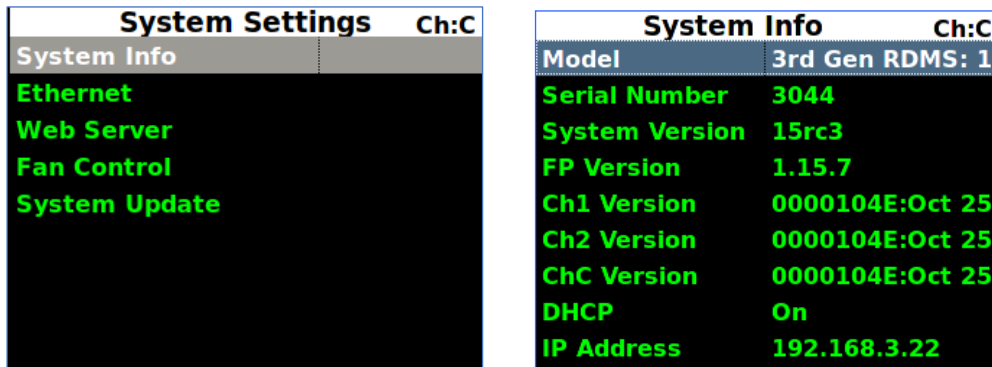 System Settings Ch:C
System Info
Ethernet
Web Server
Fan Control
System Update
System Info Ch:C
Model 3rd Gen RDMS: 1
Serial Number 3044
System Version 15rc3
FP Version 1.15.7
Ch1 Version 0000104E:Oct 25
Ch2 Version 0000104E:Oct 25
ChC Version 0000104E:Oct 25
DHCP On
IP Address 192.168.3.22